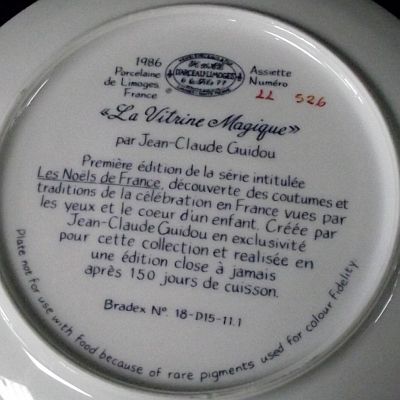 1986
Porcelaine
de Limoges
France
D'ARCEAU-LIMOGES
Assiette
Numéro
LL 526
«La Vitrine Magique»
par Jean-Claude Guidou
Première édition de la série intitulée
Les Noëls de France, découverte des coutumes et
traditions de la célébration en France vues par
les yeux et le coeur d'un enfant. Créée par
Jean-Claude Guidou en exclusivité
pour cette collection et realisée en
une édition close à jamais
après 150 jours de cuisson.
Bradex Nº. 18-D15-11.1
Plate not for use with food because of rare pigments used for colour fidelity.